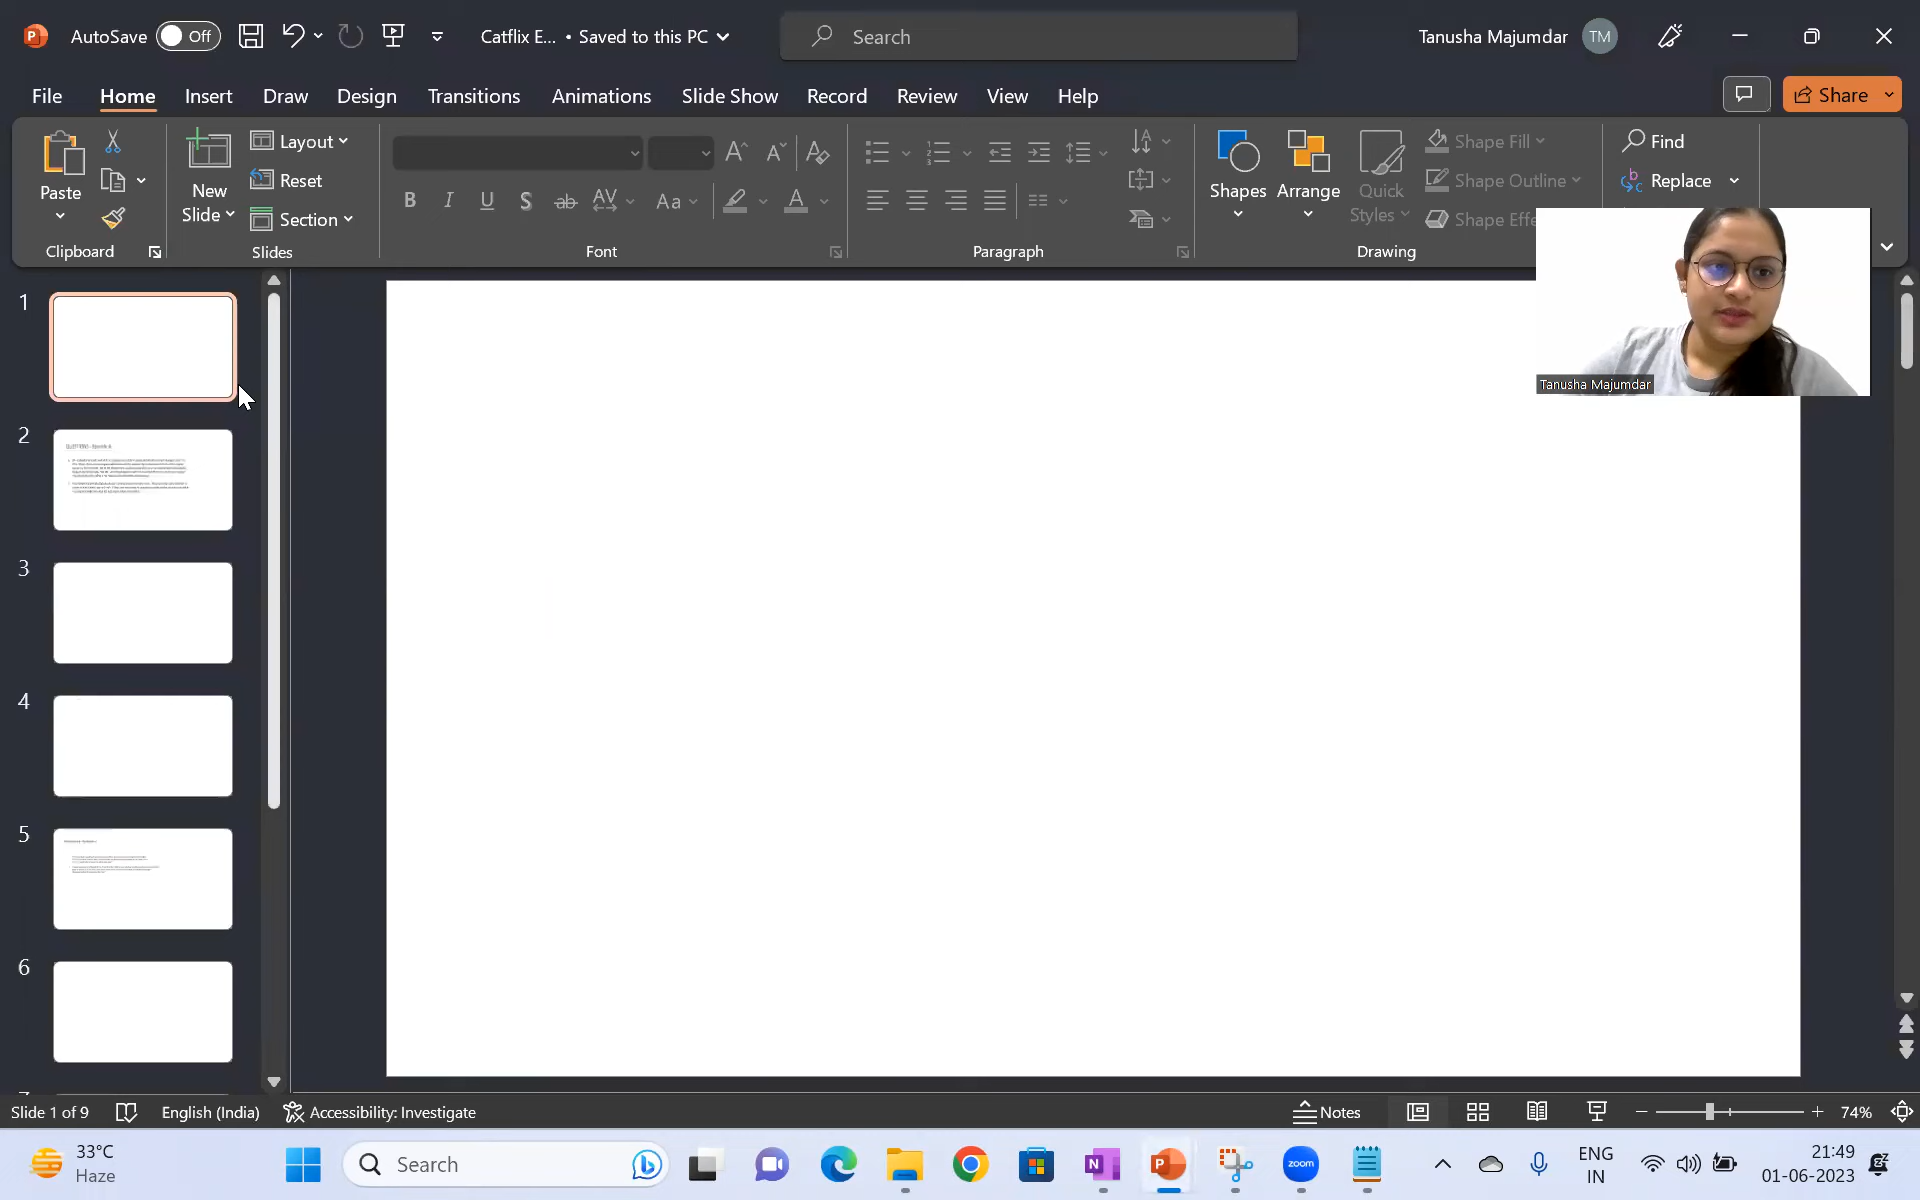 AutoSave Off Catflix E... • Saved to this PC Search Tanusha Majumdar TM
File Home Insert Draw Design Transitions Animations Slide Show Record Review View Help Share
Paste
Clipboard
New Slide
Layout
Reset
Section
Slides
B I U S ab AV Aa A
Font
Paragraph
Shapes
Arrange
Quick Styles
Shape Fill
Shape Outline
Shape Effe
Drawing
Find
Replace
Tanusha Majumdar
1
2
3
4
5
6
Slide 1 of 9 English (India) Accessibility: Investigate Notes 74%
33°C
Haze
Search
zoom
ENG
IN
21:49
01-06-2023